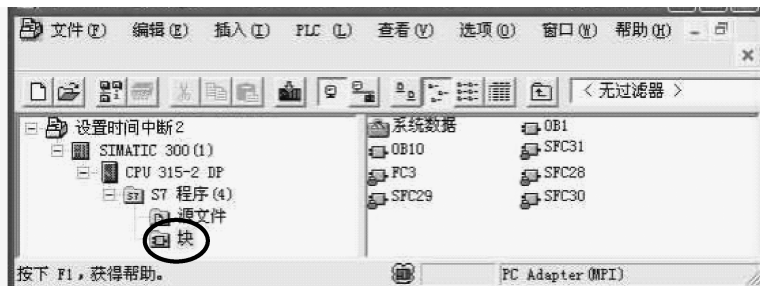 文件(F) 编辑(E) 插入(I) PLC (L) 查看(V) 选项(O) 窗口(W) 帮助(H)
<无过滤器>
设置时间中断2
SIMATIC 300(1)
CPU 315-2 DP
S7 程序(4)
源文件
块
系统数据 OB1
OB10 SFC31
FC3 SFC28
SFC29 SFC30
按下 F1，获得帮助。 PC Adapter(MPI)